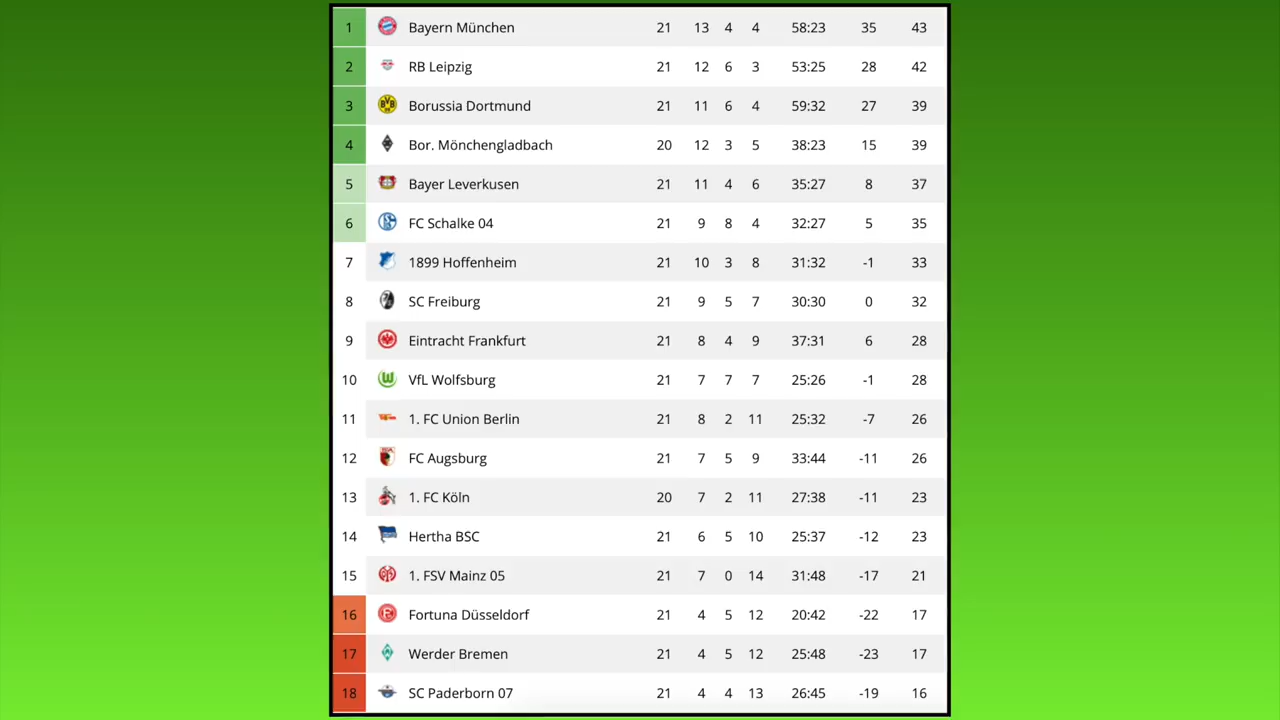 1 Bayern München 21 13 4 4 58:23 35 43
2 RB Leipzig 21 12 6 3 53:25 28 42
3 Borussia Dortmund 21 11 6 4 59:32 27 39
4 Bor. Mönchengladbach 20 12 3 5 38:23 15 39
5 Bayer Leverkusen 21 11 4 6 35:27 8 37
6 FC Schalke 04 21 9 8 4 32:27 5 35
7 1899 Hoffenheim 21 10 3 8 31:32 -1 33
8 SC Freiburg 21 9 5 7 30:30 0 32
9 Eintracht Frankfurt 21 8 4 9 37:31 6 28
10 VfL Wolfsburg 21 7 7 7 25:26 -1 28
11 1. FC Union Berlin 21 8 2 11 25:32 -7 26
12 FC Augsburg 21 7 5 9 33:44 -11 26
13 1. FC Köln 20 7 2 11 27:38 -11 23
14 Hertha BSC 21 6 5 10 25:37 -12 23
15 1. FSV Mainz 05 21 7 0 14 31:48 -17 21
16 Fortuna Düsseldorf 21 4 5 12 20:42 -22 17
17 Werder Bremen 21 4 5 12 25:48 -23 17
18 SC Paderborn 07 21 4 4 13 26:45 -19 16